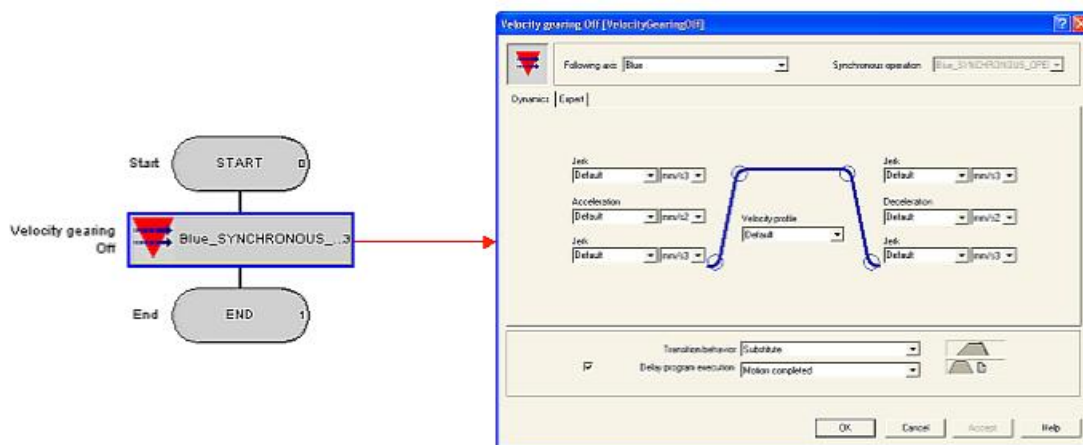 Start START 0
Velocity gearing Off Blue_SYNCHRONOUS_..3
End END 1
Velocity gearing Off [VelocityGearingOff]
Following axis: Blue Synchronous operation: Blue_SYNCHRONOUS_OPE
Dynamics Expert
Jerk
Default mm/s3
Acceleration
Default mm/s2
Jerk
Default mm/s3
Velocity profile
Default
Jerk
Default mm/s3
Deceleration
Default mm/s2
Jerk
Default mm/s3
Transition behavior: Substitute
Delay program execution: Motion completed
OK Cancel Accept Help